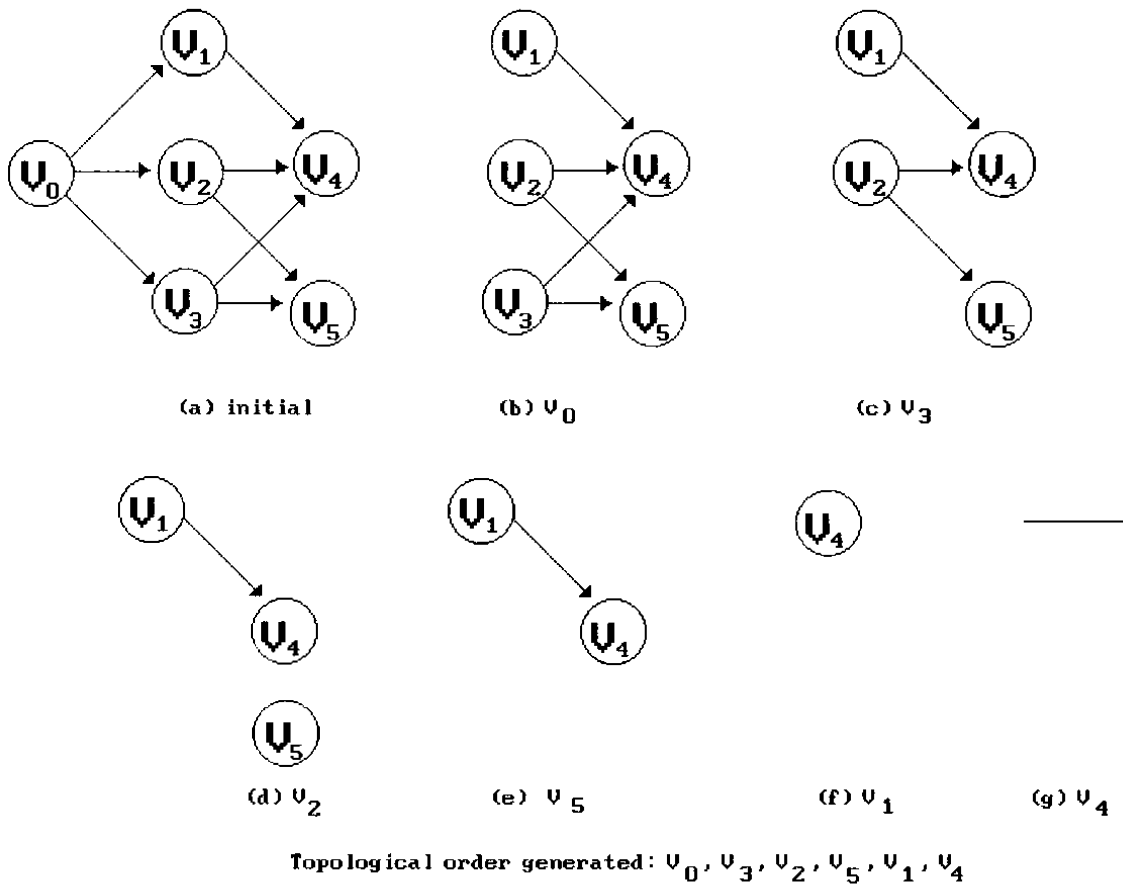 V1 V1 V1
V0 V2 V4 V2 V4 V2 V4
V3 V5 V3 V5 V5
(a) initial (b) V0 (c) V3
V1 V1 V4
V4 V4
V5
(d) V2 (e) V5 (f) V1 (g) V4
Topological order generated: V0, V3, V2, V5, V1, V4